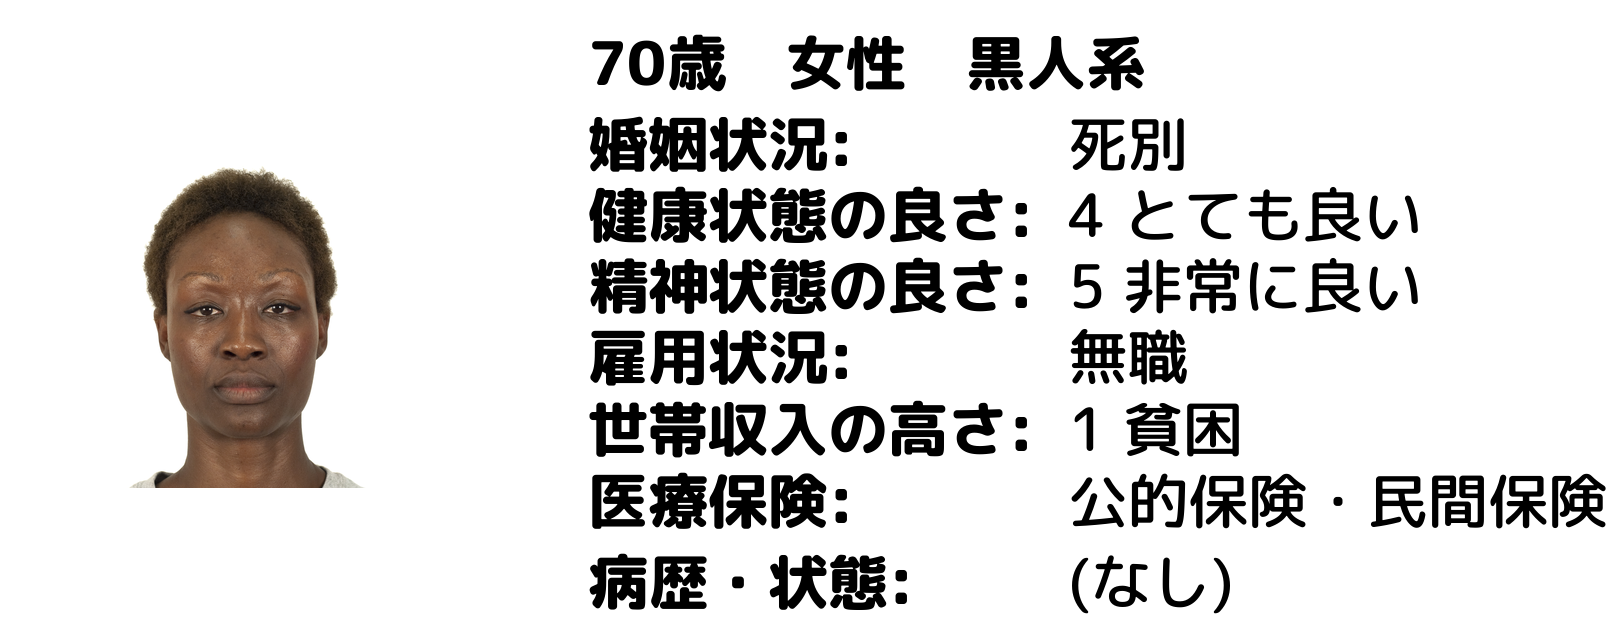 70歳　女性　黒人系
婚姻状況: 死別
健康状態の良さ: 4 とても良い
精神状態の良さ: 5 非常に良い
雇用状況: 無職
世帯収入の高さ: 1 貧困
医療保険: 公的保険・民間保険
病歴・状態: (なし)